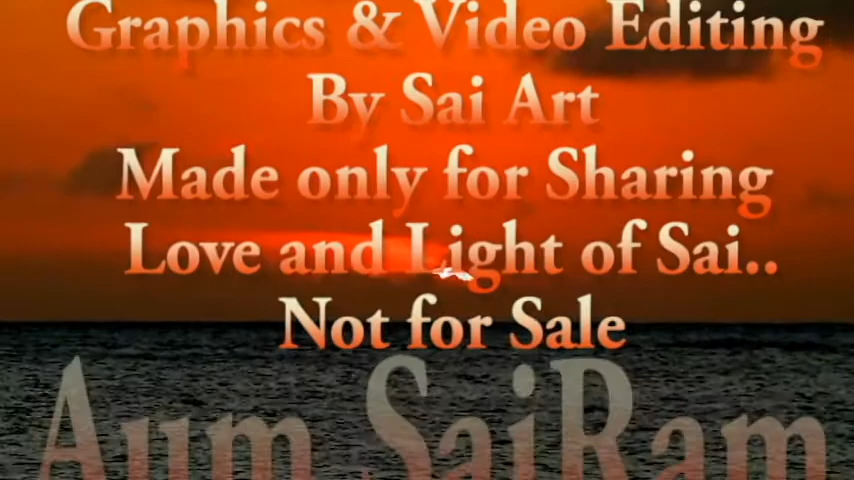 Graphics & Video Editing
By Sai Art
Made only for Sharing
Love and Light of Sai..
Not for Sale
Aum SaiRam